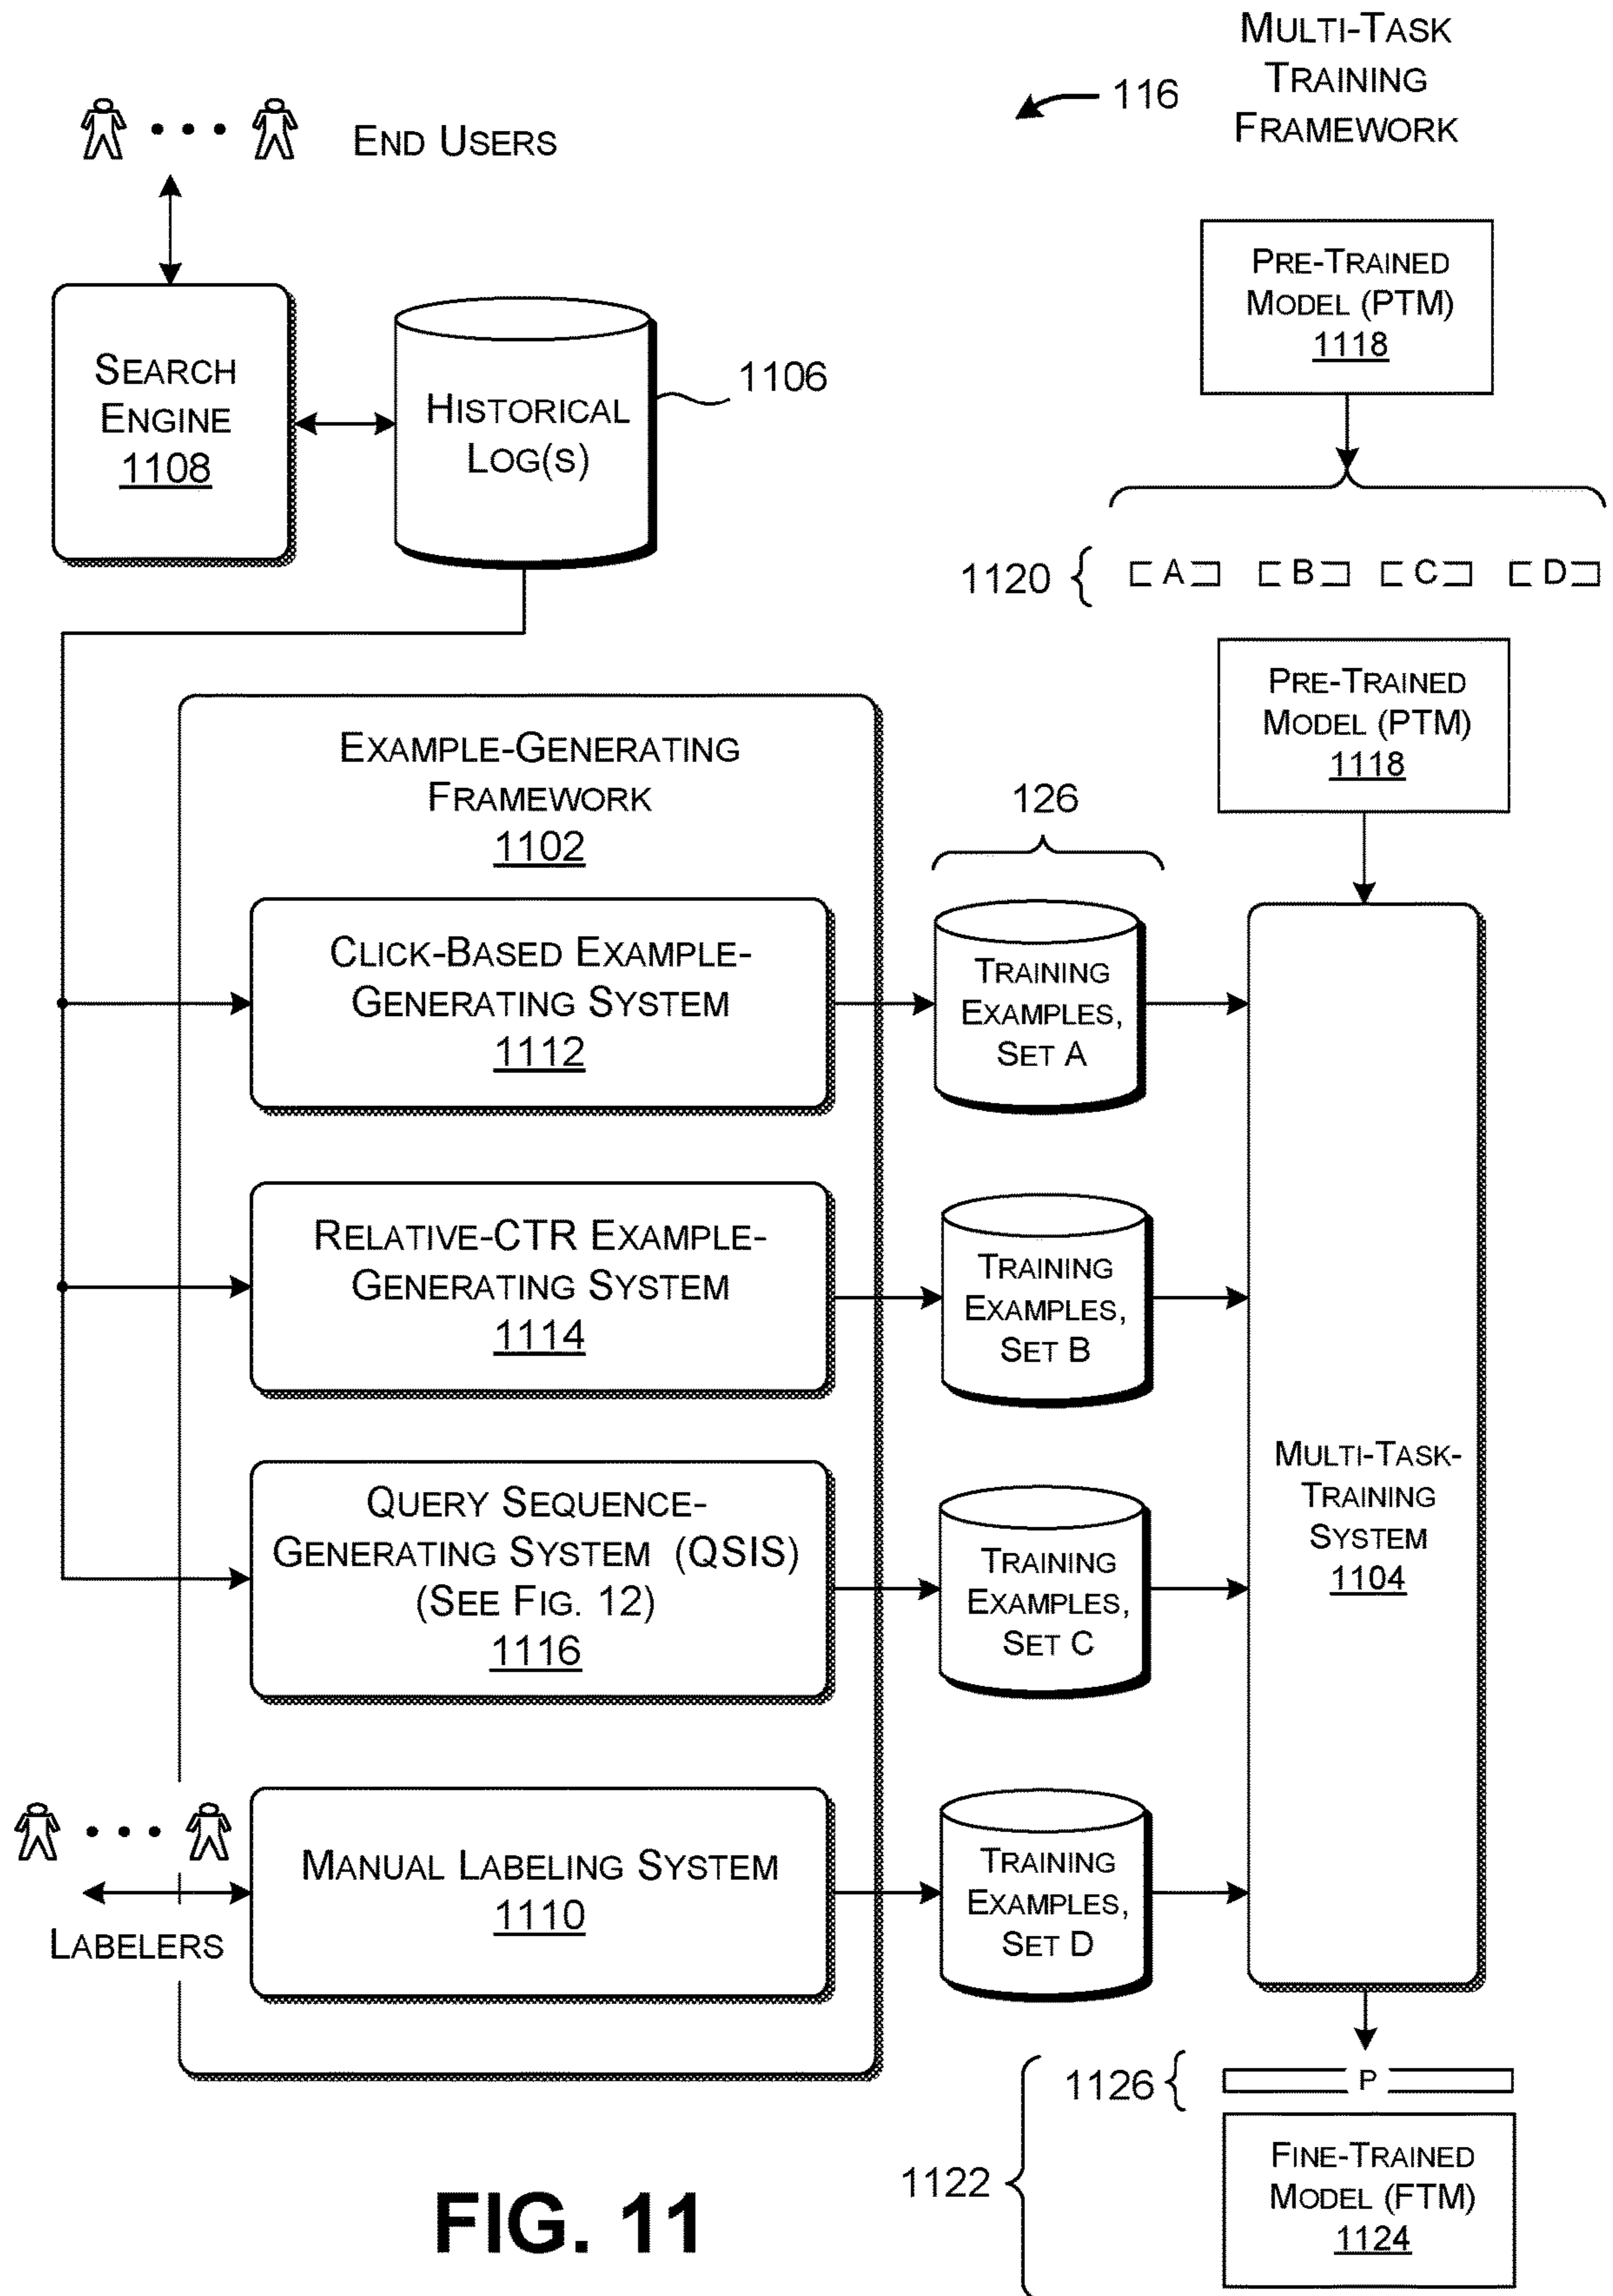 MULTI-TASK
TRAINING
FRAMEWORK
116
END USERS
SEARCH
ENGINE
1108
HISTORICAL
LOG(S)
1106
PRE-TRAINED
MODEL (PTM)
1118
1120
A
B
C
D
PRE-TRAINED
MODEL (PTM)
1118
EXAMPLE-GENERATING
FRAMEWORK
1102
126
CLICK-BASED EXAMPLE-
GENERATING SYSTEM
1112
TRAINING
EXAMPLES,
SET A
RELATIVE-CTR EXAMPLE-
GENERATING SYSTEM
1114
TRAINING
EXAMPLES,
SET B
QUERY SEQUENCE-
GENERATING SYSTEM (QSIS)
(SEE FIG. 12)
1116
TRAINING
EXAMPLES,
SET C
MULTI-TASK-
TRAINING
SYSTEM
1104
LABELERS
MANUAL LABELING SYSTEM
1110
TRAINING
EXAMPLES,
SET D
1126
P
1122
FINE-TRAINED
MODEL (FTM)
1124
FIG. 11